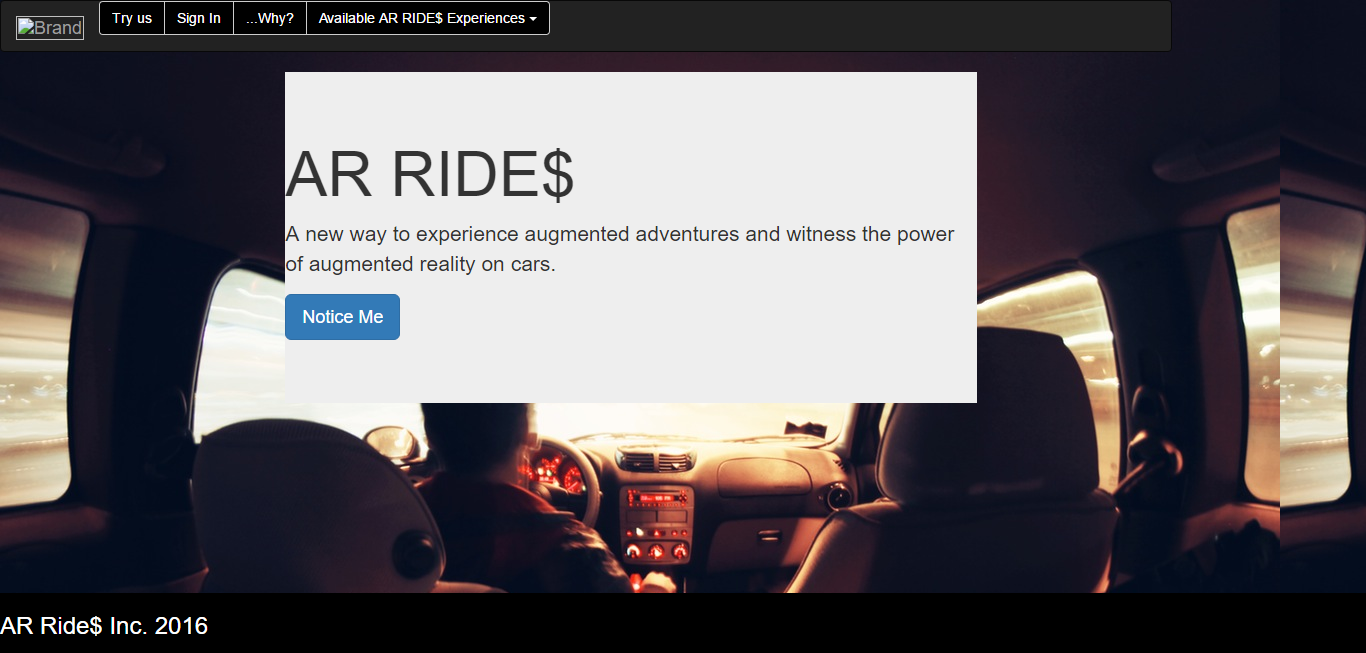 Brand
Try us
Sign In
...Why?
Available AR RIDE$ Experiences
AR RIDE$
A new way to experience augmented adventures and witness the power
of augmented reality on cars.
Notice Me
AR Ride$ Inc. 2016